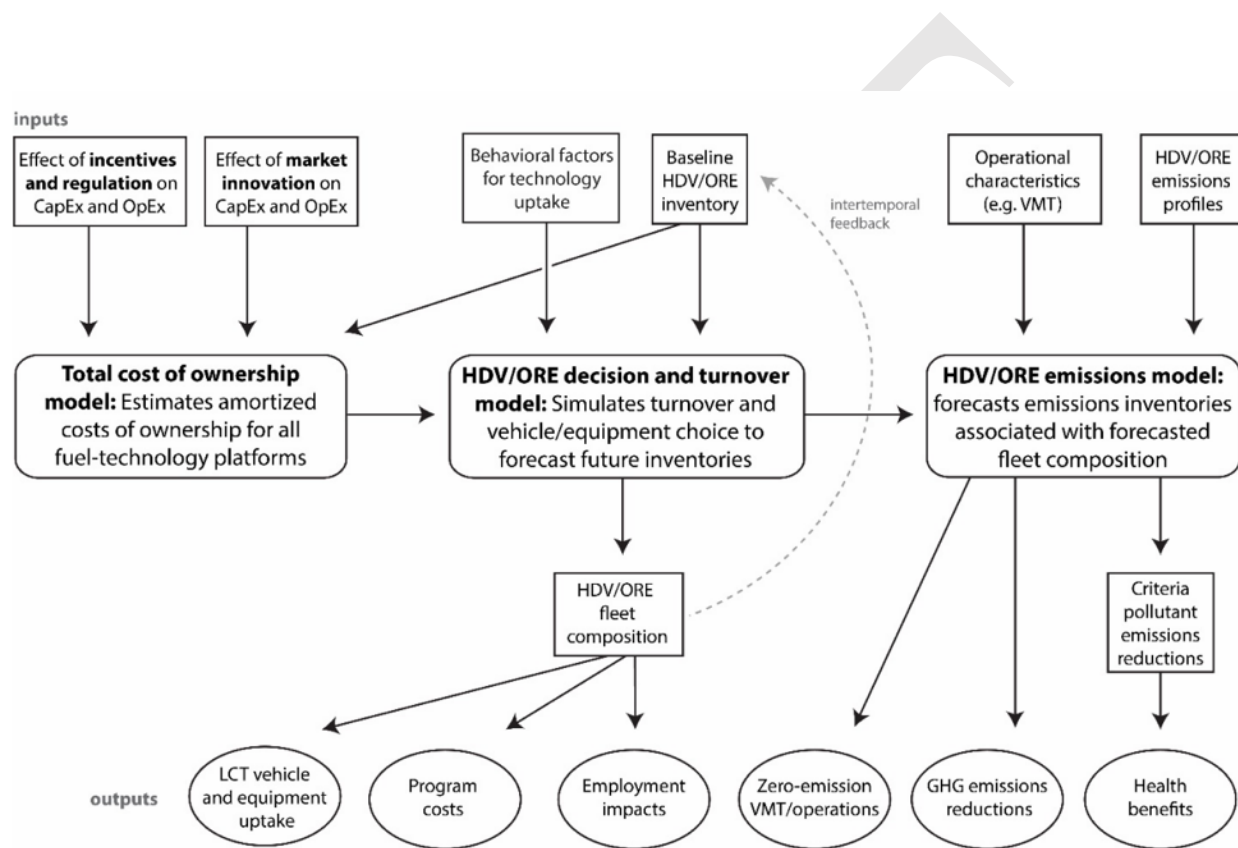 inputs
Effect of incentives
and regulation on
CapEx and OpEx
Effect of market
innovation on
CapEx and OpEx
Behavioral factors
for technology
uptake
Baseline
HDV/ORE
inventory
intertemporal
feedback
Operational
characteristics
(e.g. VMT)
HDV/ORE
emissions
profiles
Total cost of ownership
model: Estimates amortized
costs of ownership for all
fuel-technology platforms
HDV/ORE decision and turnover
model: Simulates turnover and
vehicle/equipment choice to
forecast future inventories
HDV/ORE emissions model:
forecasts emissions inventories
associated with forecasted
fleet composition
HDV/ORE
fleet
composition
Criteria
pollutant
emissions
reductions
outputs
LCT vehicle
and equipment
uptake
Program
costs
Employment
impacts
Zero-emission
VMT/operations
GHG emissions
reductions
Health
benefits